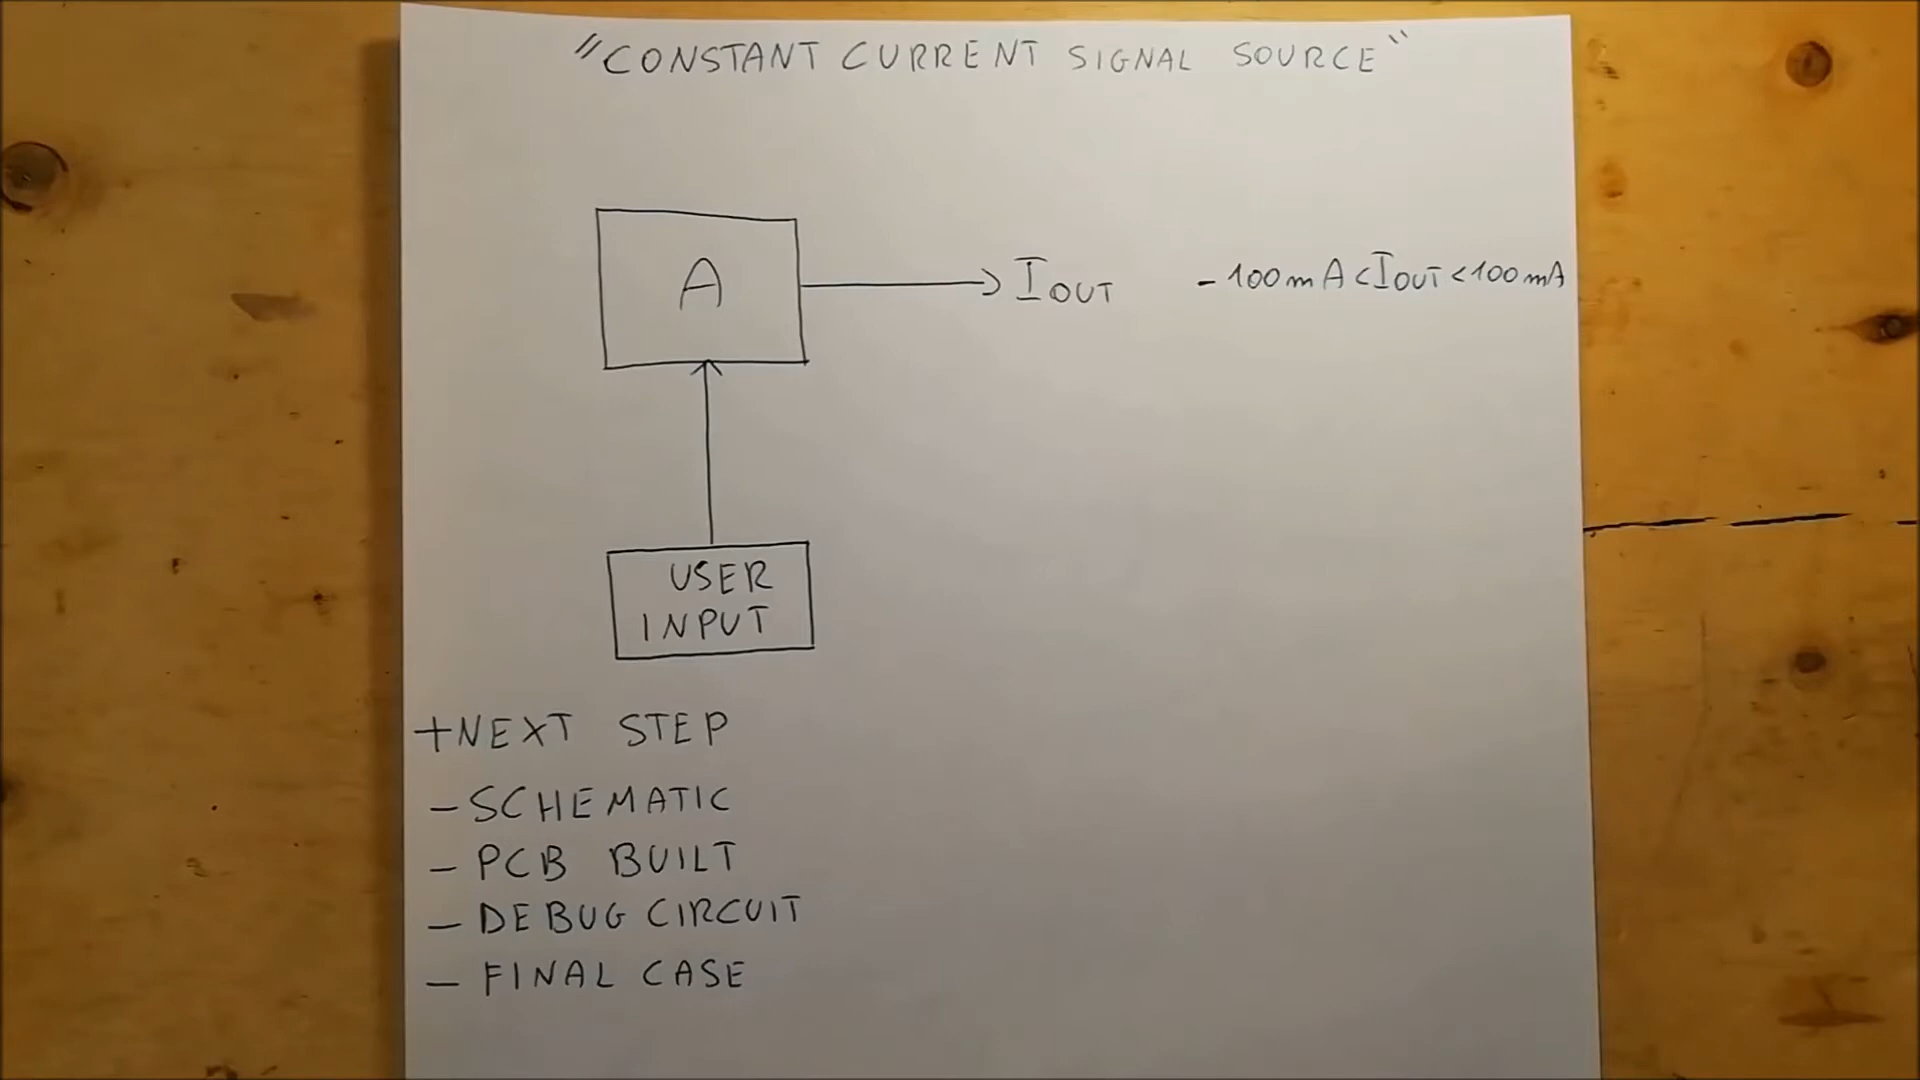 "CONSTANT CURRENT SIGNAL SOURCE"
A
IOUT
-100mA<IOUT<100mA
USER
INPUT
+NEXT STEP
- SCHEMATIC
- PCB BUILT
- DEBUG CIRCUIT
- FINAL CASE